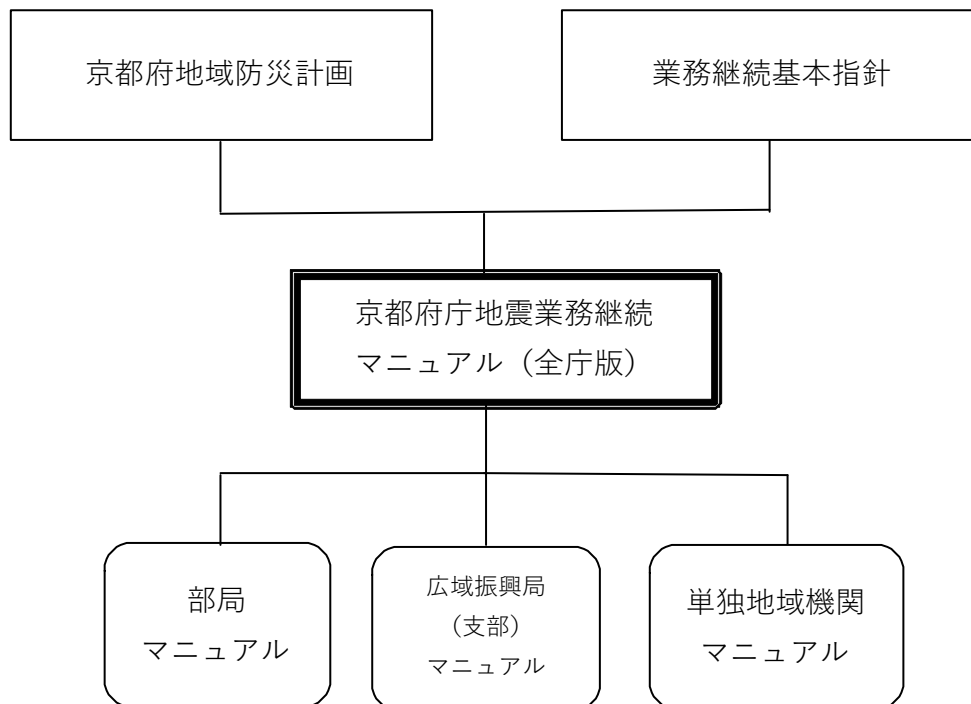 京都府地域防災計画
業務継続基本指針
京都府庁地震業務継続
マニュアル（全庁版）
部局
マニュアル
広域振興局
（支部）
マニュアル
単独地域機関
マニュアル